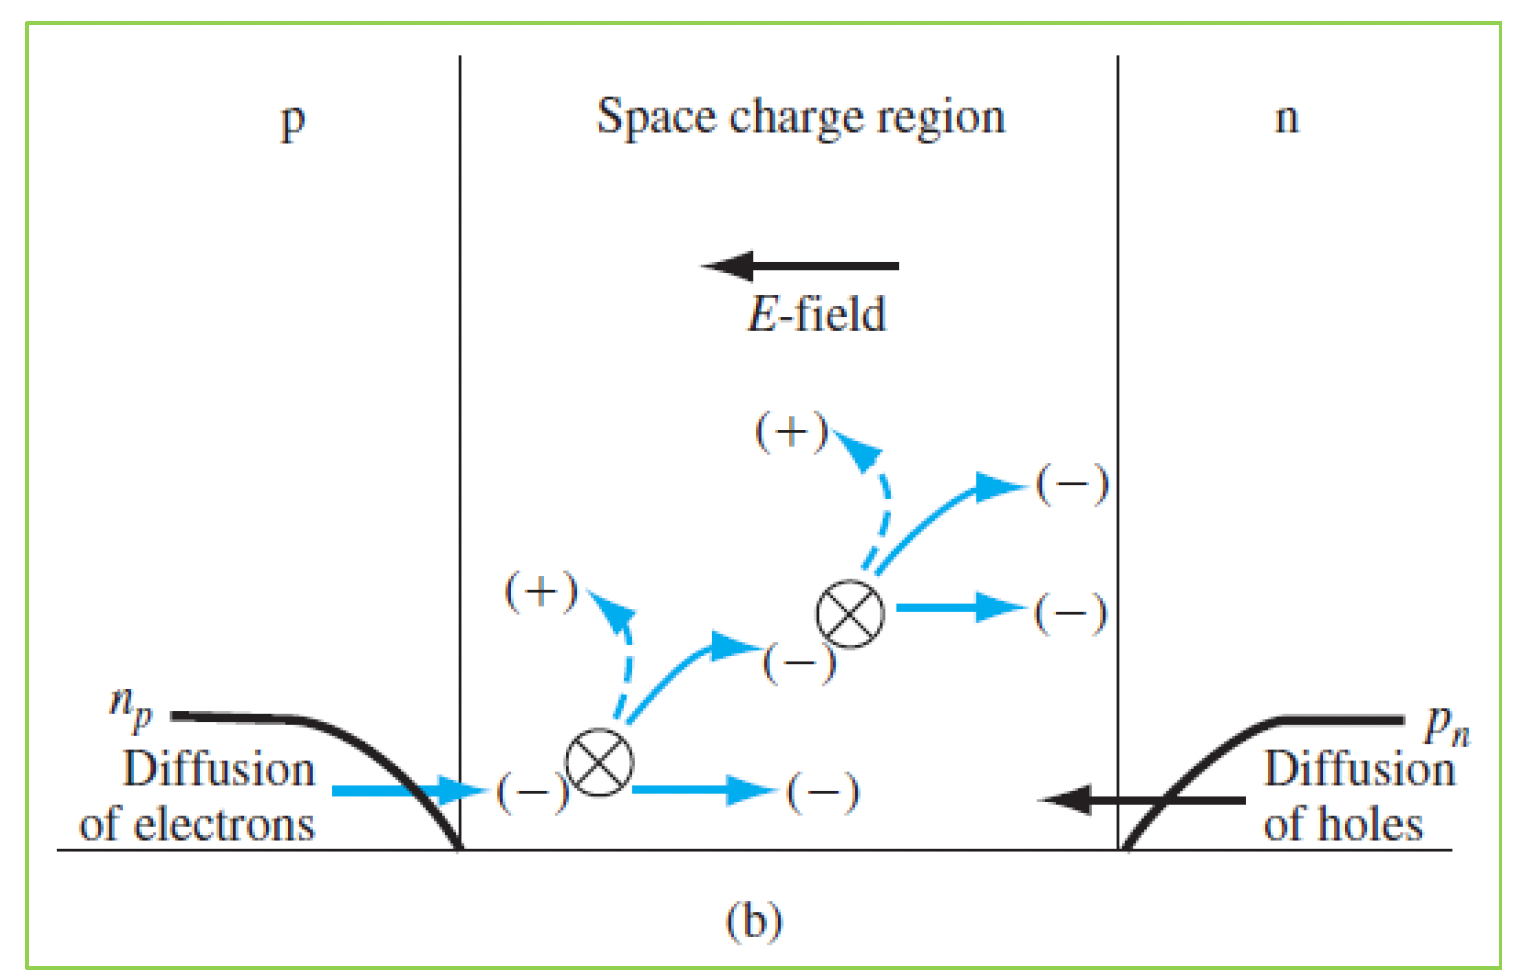 p
Space charge region
n
E-field
(+)
(−)
(+)
(−)
(−)
n_p
p_n
Diffusion
of electrons
(−)
(−)
Diffusion
of holes
(b)